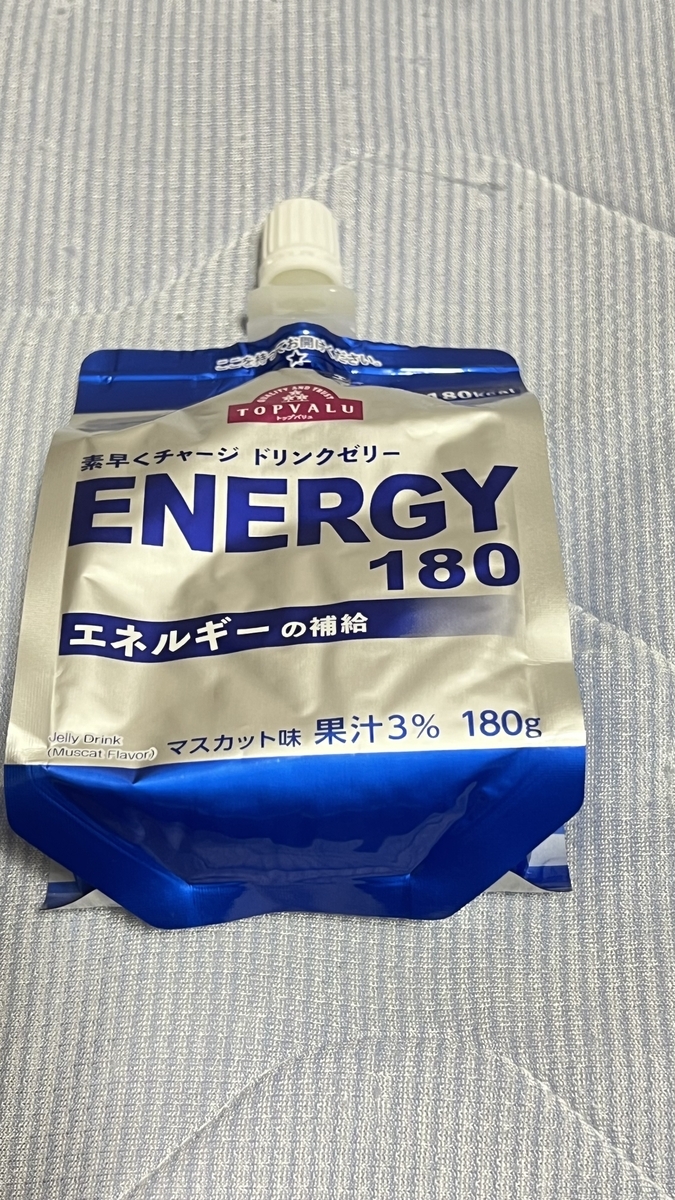 ここを持ってお開けください。
180kcal
QUALITY AND TRUST
TOPVALU
トップバリュ
素早くチャージ ドリンクゼリー
ENERGY
180
エネルギーの補給
Jelly Drink
(Muscat Flavor)
マスカット味 果汁3% 180g